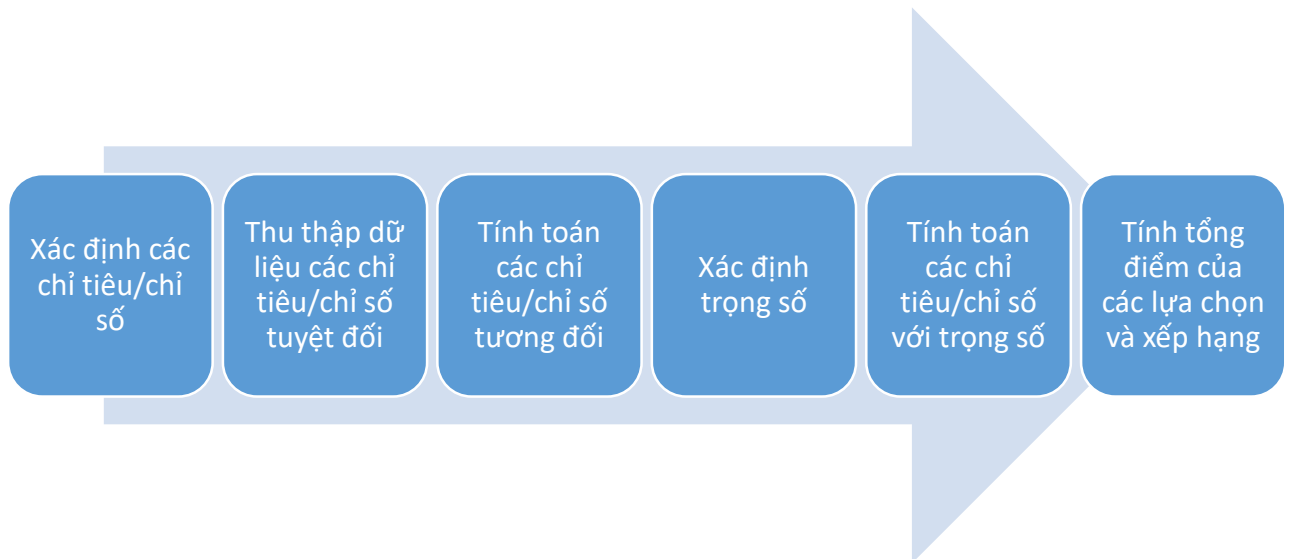 Xác định các
chỉ tiêu/chỉ
số
Thu thập dữ
liệu các chỉ
tiêu/chỉ số
tuyệt đối
Tính toán
các chỉ
tiêu/chỉ số
tương đối
Xác định
trọng số
Tính toán
các chỉ
tiêu/chỉ số
với trọng số
Tính tổng
điểm của
các lựa chọn
và xếp hạng